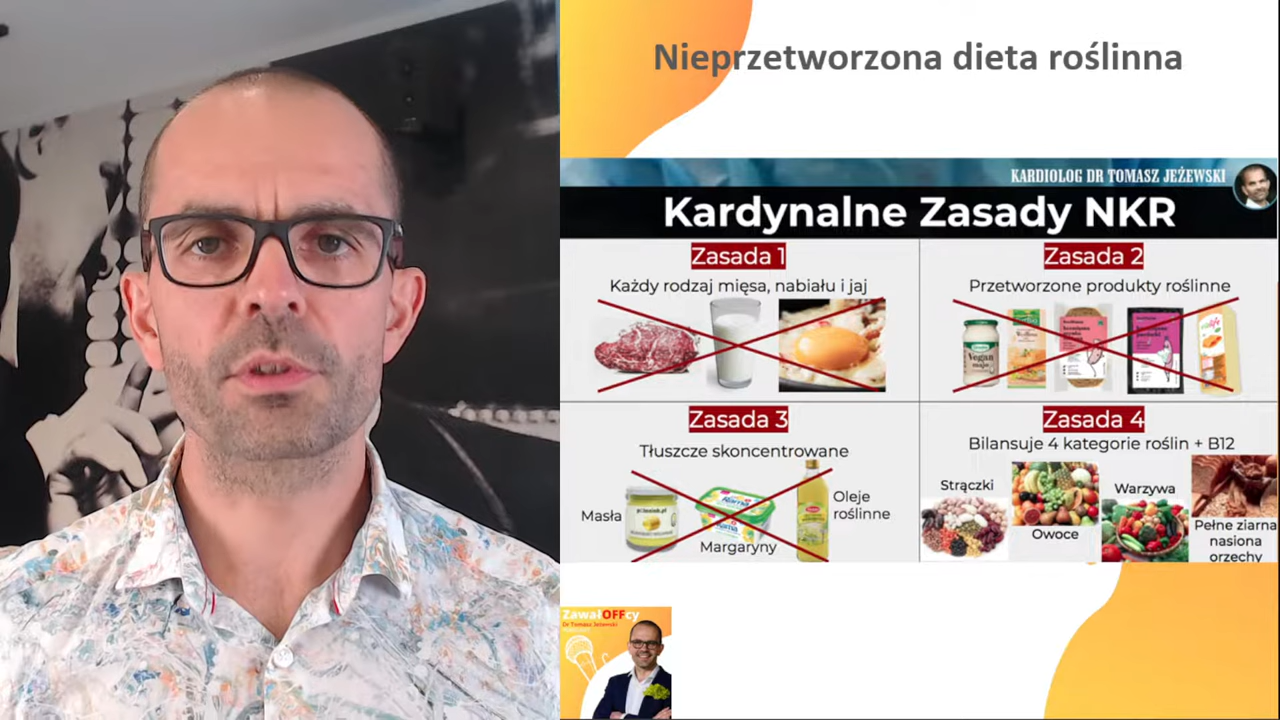 Nieprzetworzona dieta roślinna
KARDIOLOG DR TOMASZ JEŻEWSKI
Kardynalne Zasady NKR
Zasada 1
Każdy rodzaj mięsa, nabiału i jaj
Zasada 2
Przetworzone produkty roślinne
Vegan
Zasada 3
Tłuszcze skoncentrowane
Masła
Rama
Margaryny
Oleje
roślinne
Zasada 4
Bilansuje 4 kategorie roślin + B12
Strączki
Owoce
Warzywa
Pełne ziarna
nasiona
orzechy
ZawałOFFcy
Dr Tomasz Jeżewski